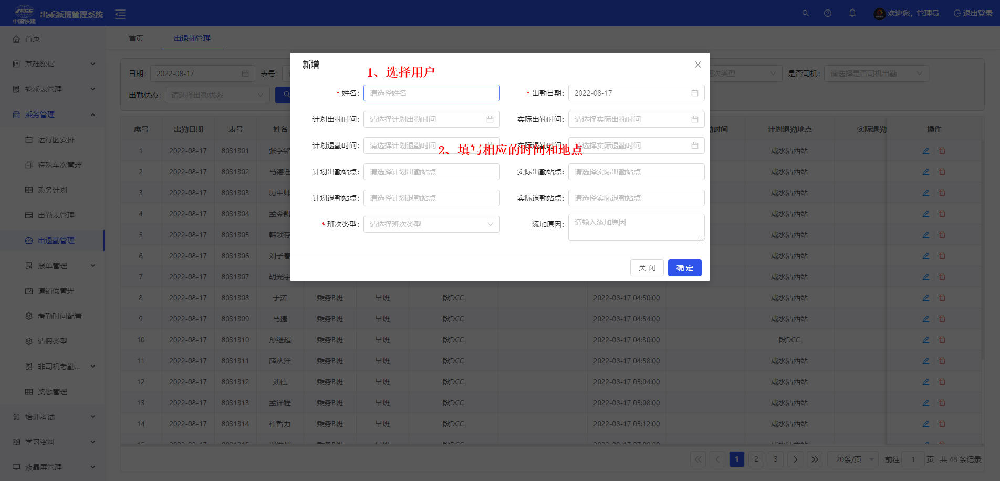 CRCC
中国铁建
出乘派班管理系统
欢迎您，管理员
退出登录
首页
基础数据
轮乘表管理
乘务管理
运行图安排
特殊车次管理
乘务计划
出勤表管理
出退勤管理
报单管理
请销假管理
考勤时间配置
请假类型
非司机考勤...
奖惩管理
培训考试
学习资料
液晶屏管理
首页 出退勤管理
日期: 2022-08-17 表号: 班次类型 是否司机: 请选择是否司机出勤
出勤状态: 请选择出勤状态
序号 出勤日期 表号 姓名 时间 计划退勤地点 实际退勤 操作
1 2022-08-17 8031301 张学铭 咸水沽西站
2 2022-08-17 8031302 马德迁 咸水沽西站
3 2022-08-17 8031303 历中帅 咸水沽西站
4 2022-08-17 8031304 孟令凯 咸水沽西站
5 2022-08-17 8031305 韩领存 咸水沽西站
6 2022-08-17 8031306 刘子春 咸水沽西站
7 2022-08-17 8031307 胡光宇 咸水沽西站
8 2022-08-17 8031308 于涛 乘务B班 早班 段DCC 2022-08-17 04:50:00 咸水沽西站
9 2022-08-17 8031309 马捷 乘务B班 早班 段DCC 2022-08-17 04:54:00 咸水沽西站
10 2022-08-17 8031310 孙继超 乘务B班 早班 段DCC 2022-08-17 04:30:00 段DCC
11 2022-08-17 8031311 薛从洋 乘务B班 早班 段DCC 2022-08-17 04:58:00 咸水沽西站
12 2022-08-17 8031312 刘柱 乘务B班 早班 段DCC 2022-08-17 05:04:00 咸水沽西站
13 2022-08-17 8031313 孟详程 乘务B班 早班 段DCC 2022-08-17 05:08:00 咸水沽西站
14 2022-08-17 8031314 杜智力 乘务B班 早班 段DCC 2022-08-17 05:12:00 咸水沽西站
1 2 3 20条/页 前往 1 页 共 48 条记录
新增
1、选择用户
* 姓名: 请选择姓名 * 出勤日期: 2022-08-17
计划出勤时间: 请选择计划出勤时间 实际出勤时间: 请选择实际出勤时间
计划退勤时间: 请选择计划退勤时间 实际退勤时间: 请选择实际退勤时间
2、填写相应的时间和地点
计划出勤站点: 请选择计划出勤站点 实际出勤站点: 请选择实际出勤站点
计划退勤站点: 请选择计划退勤站点 实际退勤站点: 请选择实际退勤站点
* 班次类型: 请选择班次类型 添加原因: 请输入添加原因
关 闭 确 定